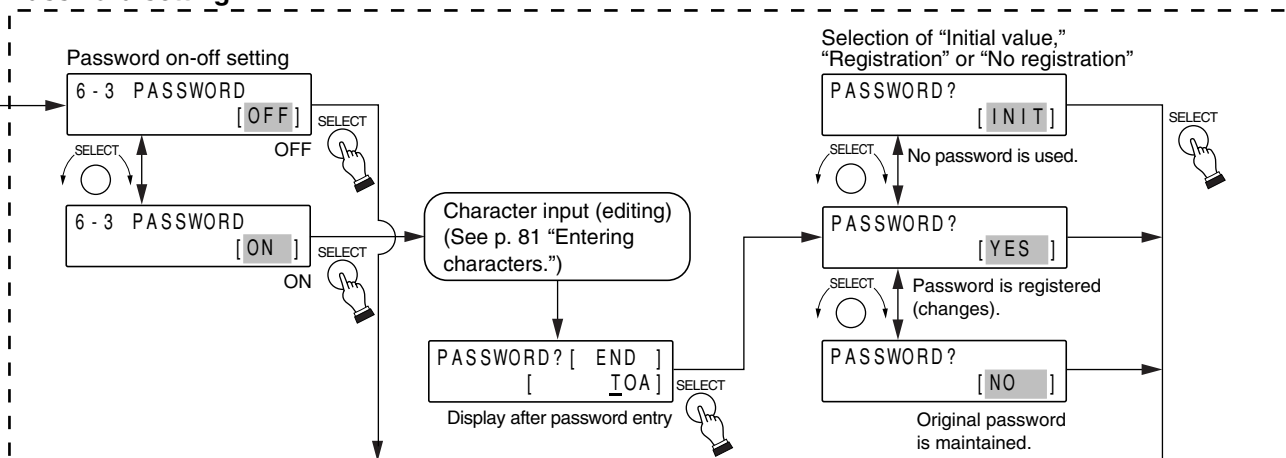 Password on-off setting
6-3 PASSWORD
[OFF]
SELECT
OFF
SELECT
6-3 PASSWORD
[ON ]
SELECT
ON
Character input (editing)
(See p. 81 “Entering
characters.”)
PASSWORD?[ END ]
[ TOA]
SELECT
Display after password entry
Selection of “Initial value,”
“Registration” or “No registration”
PASSWORD?
[INIT]
SELECT
SELECT
No password is used.
PASSWORD?
[YES ]
SELECT
Password is registered
(changes).
PASSWORD?
[NO ]
Original password
is maintained.